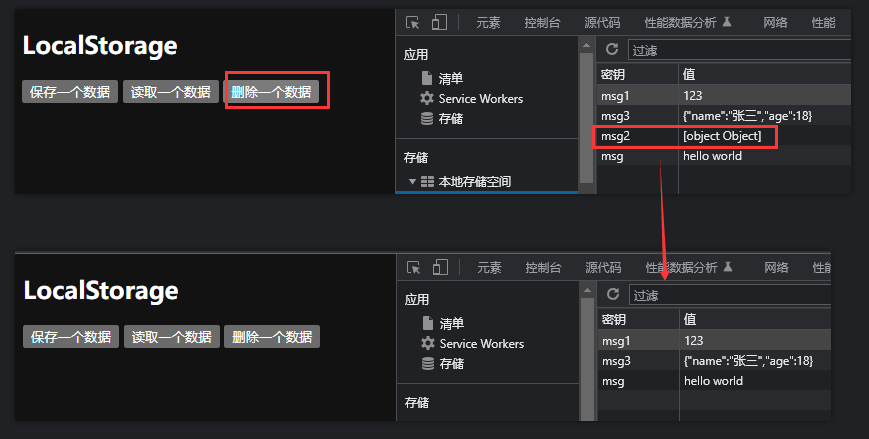 LocalStorage
保存一个数据 读取一个数据 删除一个数据
元素 控制台 源代码 性能数据分析 网络 性能
应用
清单
Service Workers
存储
存储
本地存储空间
过滤
密钥 值
msg1 123
msg3 {"name":"张三","age":18}
msg2 [object Object]
msg hello world
LocalStorage
保存一个数据 读取一个数据 删除一个数据
元素 控制台 源代码 性能数据分析 网络 性能
应用
清单
Service Workers
存储
存储
过滤
密钥 值
msg1 123
msg3 {"name":"张三","age":18}
msg hello world